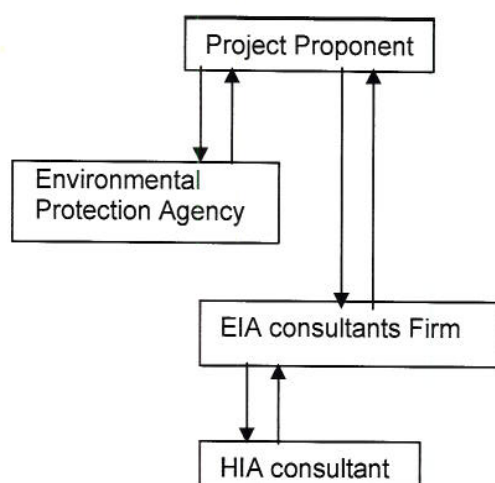 Project Proponent
Environmental
Protection Agency
EIA consultants Firm
HIA consultant